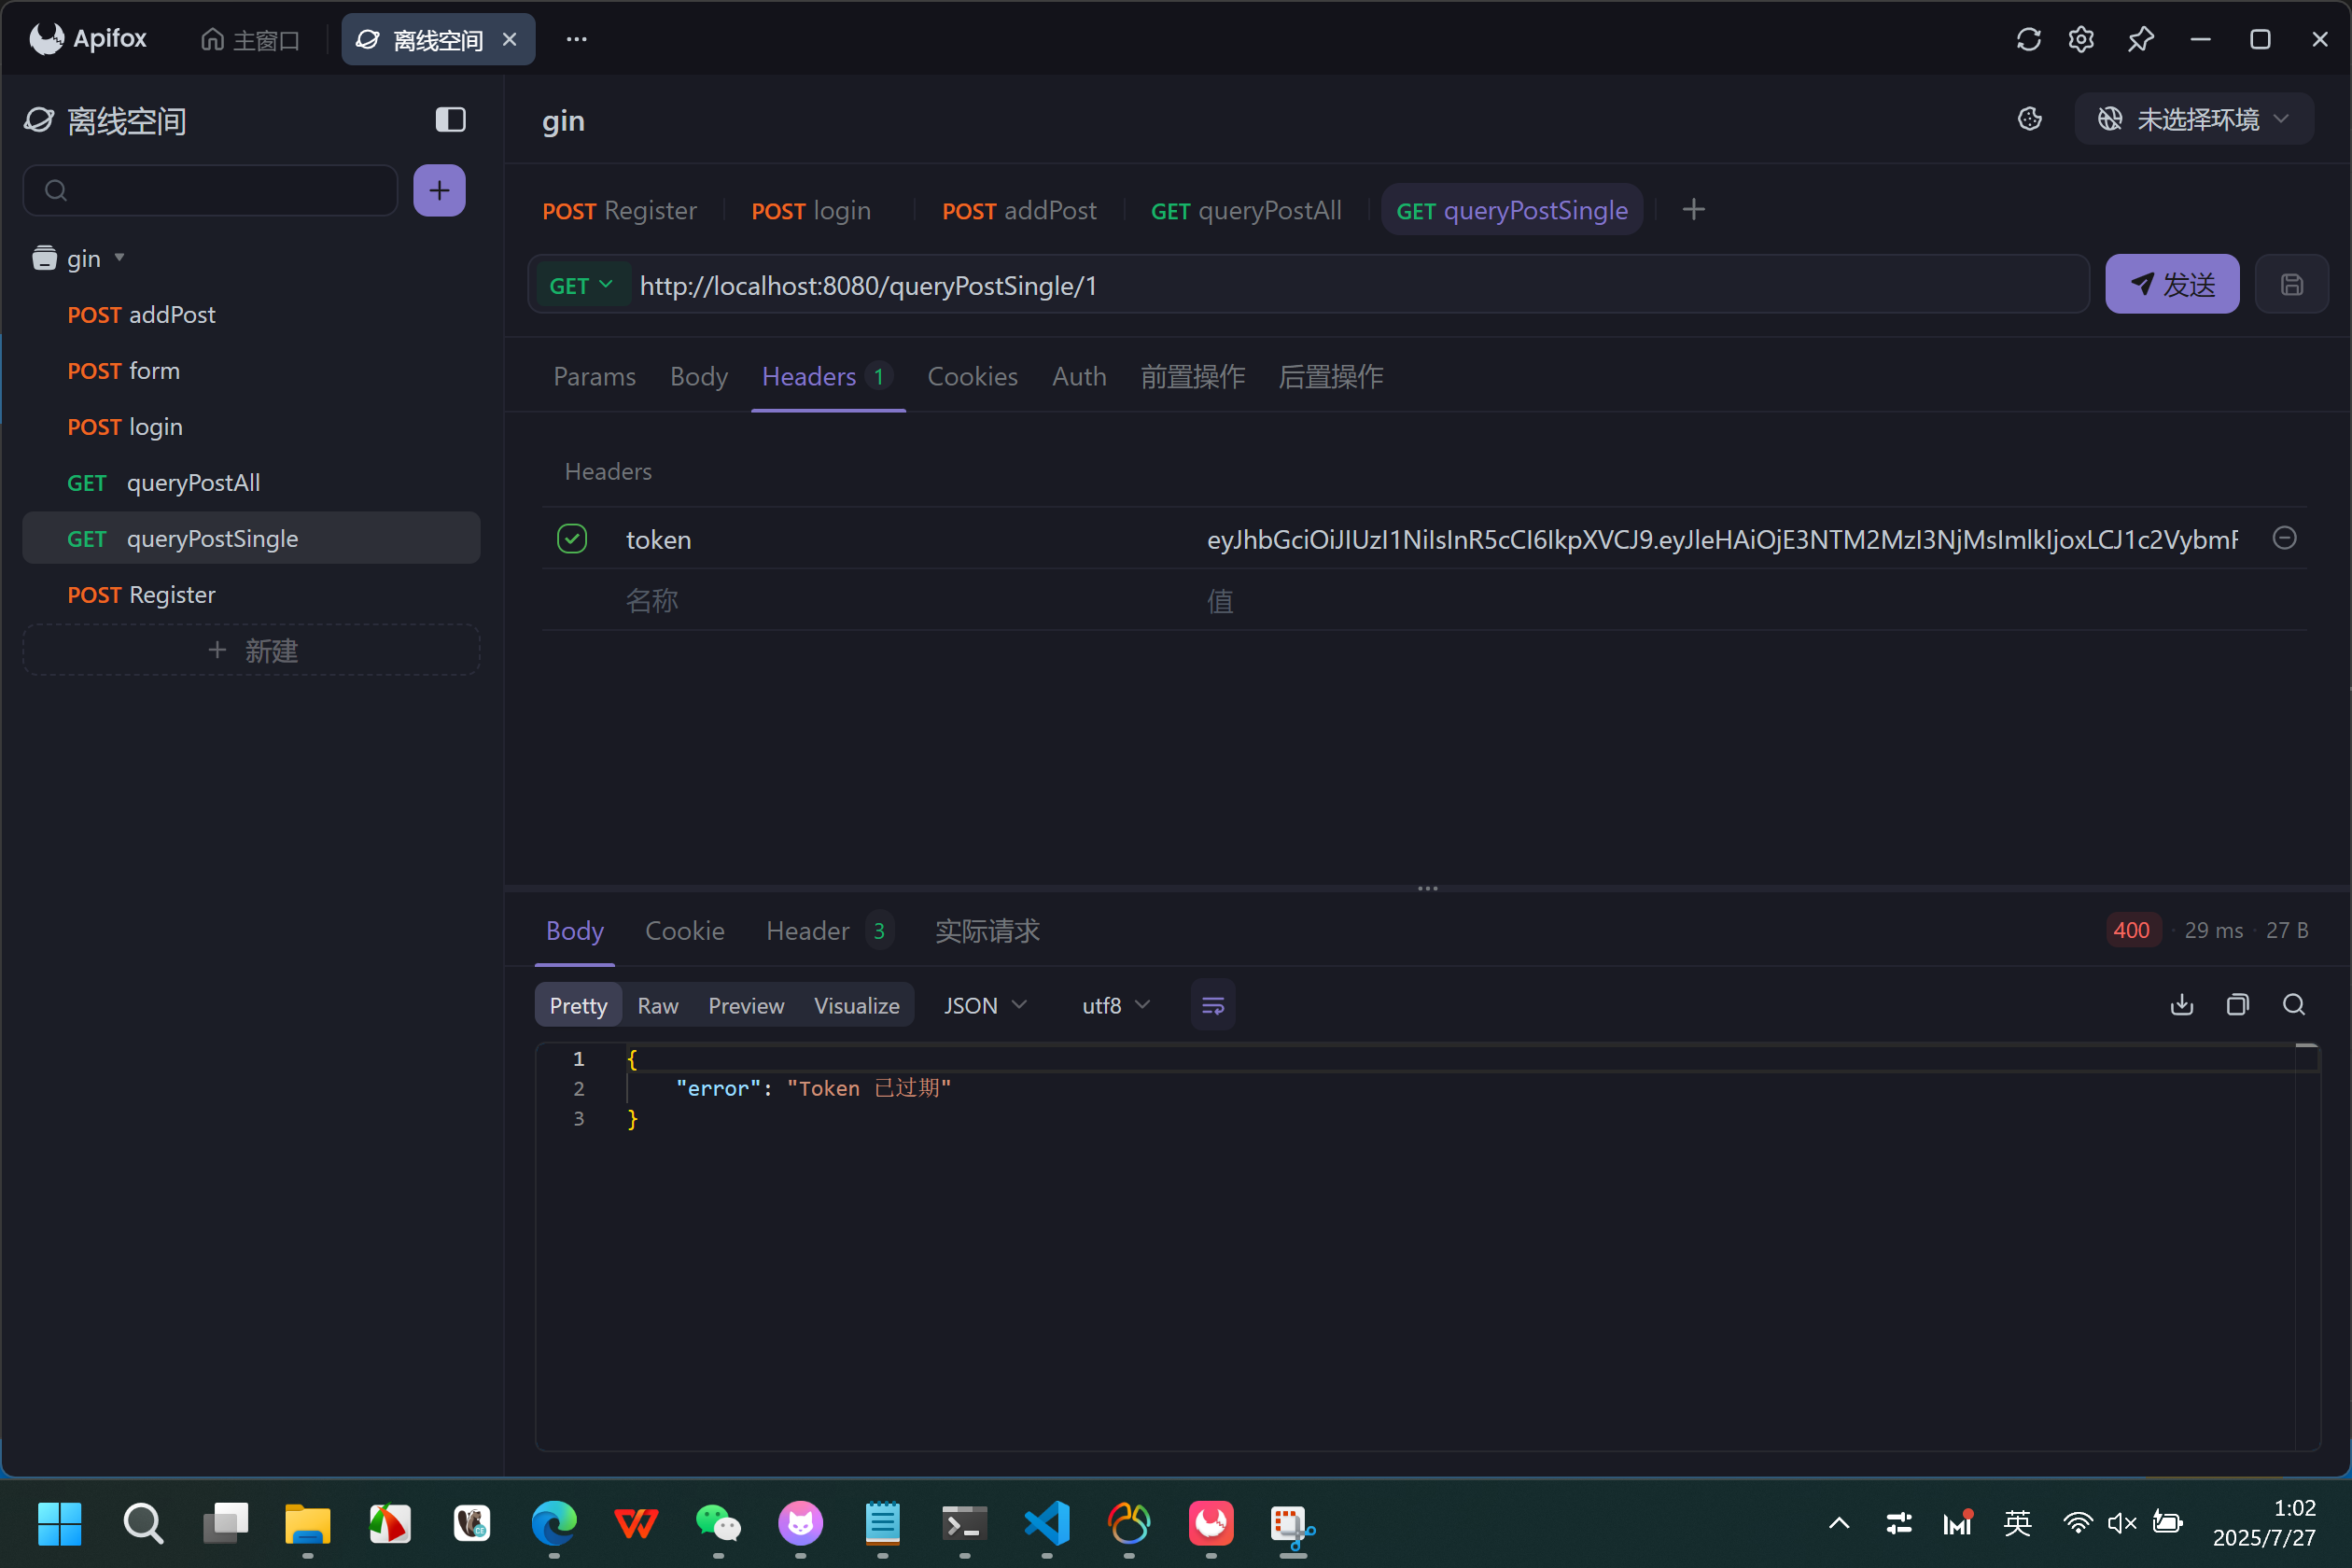 Apifox
主窗口
离线空间
离线空间
gin
未选择环境
POST Register
POST login
POST addPost
GET queryPostAll
GET queryPostSingle
gin
POST addPost
POST form
POST login
GET queryPostAll
GET queryPostSingle
POST Register
新建
GET http://localhost:8080/queryPostSingle/1
发送
Params Body Headers 1 Cookies Auth 前置操作 后置操作
Headers
token eyJhbGciOiJIUzI1NiIsInR5cCI6IkpXVCJ9.eyJleHAiOjE3NTM2MzI3NjMsImlkIjoxLCJ1c2VybmF
名称 值
Body Cookie Header 3 实际请求
400 · 29 ms · 27 B
Pretty Raw Preview Visualize JSON utf8
1 {
2 "error": "Token 已过期"
3 }
CE
英
1:02
2025/7/27